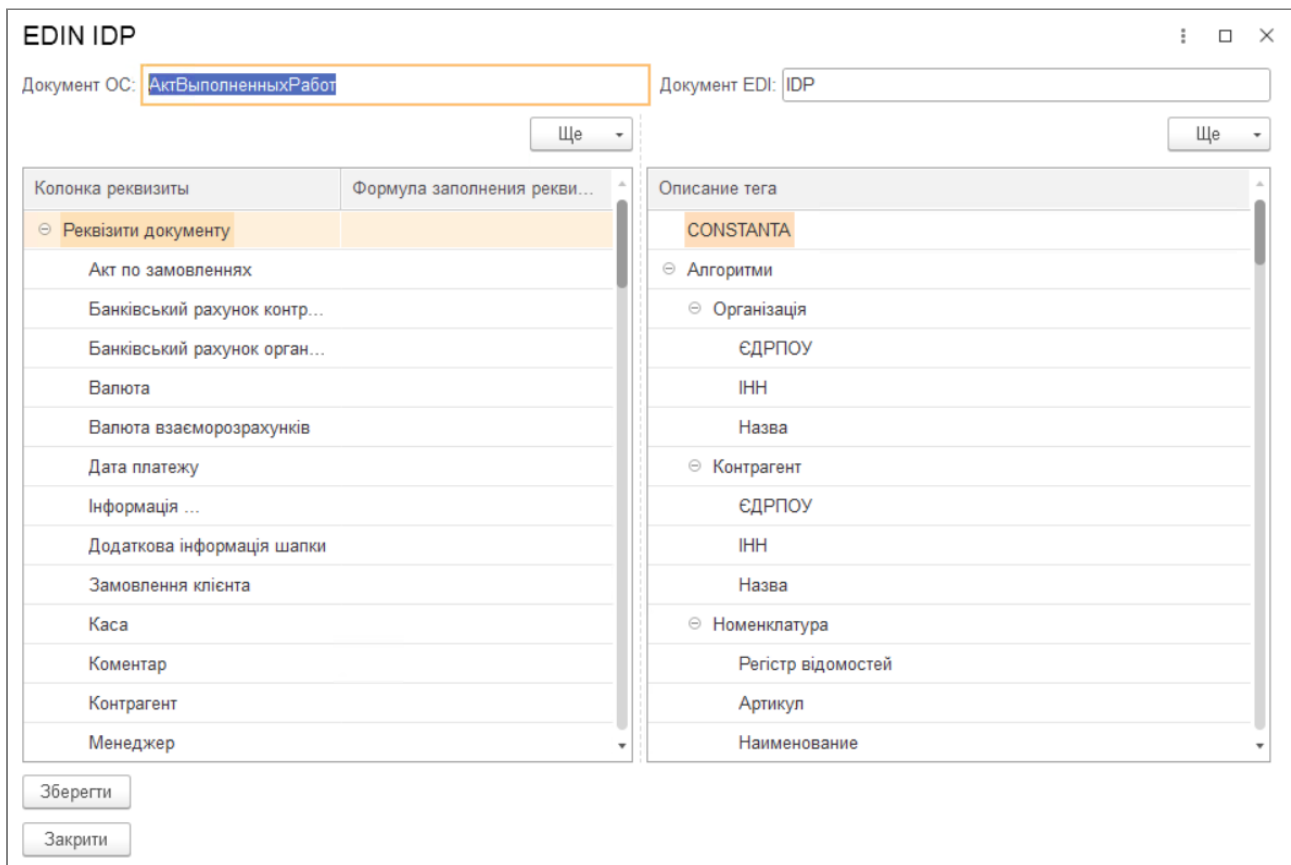 EDIN IDP
Документ ОС: АктВыполненныхРабот Документ EDI: IDP
Ще Ще
Колонка реквизиты Формула заполнения рекви... Описание тега
Реквізити документу CONSTANTA
Акт по замовленнях Алгоритми
Банківський рахунок контр... Організація
Банківський рахунок орган... ЄДРПОУ
Валюта ІНН
Валюта взаєморозрахунків Назва
Дата платежу Контрагент
Інформація ... ЄДРПОУ
Додаткова інформація шапки ІНН
Замовлення клієнта Назва
Каса Номенклатура
Коментар Регістр відомостей
Контрагент Артикул
Менеджер Наименование
Зберегти
Закрити